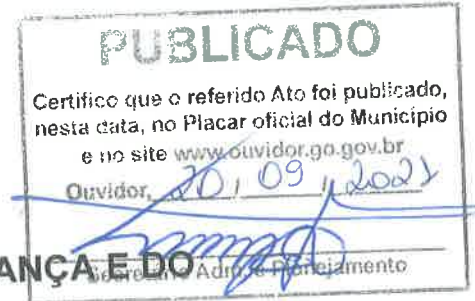 PUBLICADO
Certifico que o referido Ato foi publicado,
nesta data, no Placar oficial do Município
e no site www.ouvidor.go.gov.br
Ouvidor, 20 / 09 / 2021
ANÇA E DO
Adm. e Planejamento